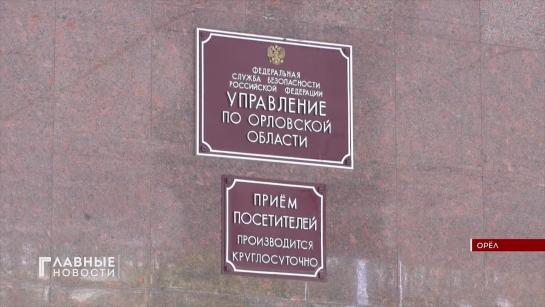 ФЕДЕРАЛЬНАЯ
СЛУЖБА БЕЗОПАСНОСТИ
РОССИЙСКОЙ ФЕДЕРАЦИИ
УПРАВЛЕНИЕ
ПО ОРЛОВСКОЙ
ОБЛАСТИ
ПРИЁМ
ПОСЕТИТЕЛЕЙ
ПРОИЗВОДИТСЯ
КРУГЛОСУТОЧНО
ОРЁЛ
ГЛАВНЫЕ
НОВОСТИ